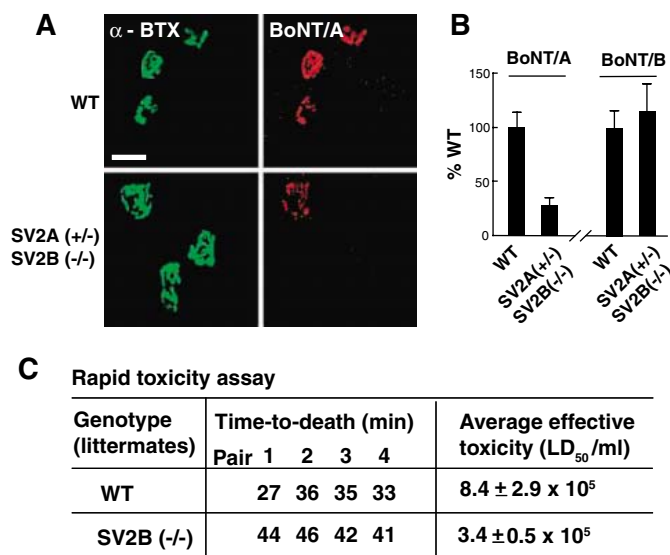 A
α - BTX
BoNT/A
WT
SV2A (+/-)
SV2B (-/-)
B
BoNT/A
BoNT/B
150
100
50
0
% WT
WT
SV2A(+/-)
SV2B(-/-)
WT
SV2A(+/-)
SV2B(-/-)
C
Rapid toxicity assay
Genotype (littermates)
Time-to-death (min)
Pair 1 2 3 4
Average effective toxicity (LD50/ml)
WT 27 36 35 33 8.4 ± 2.9 x 10⁵
SV2B (-/-) 44 46 42 41 3.4 ± 0.5 x 10⁵